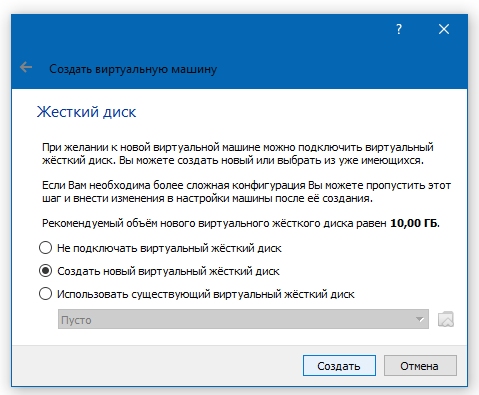 ?
Создать виртуальную машину
Жесткий диск
При желании к новой виртуальной машине можно подключить виртуальный
жёсткий диск. Вы можете создать новый или выбрать из уже имеющихся.
Если Вам необходима более сложная конфигурация Вы можете пропустить этот
шаг и внести изменения в настройки машины после её создания.
Рекомендуемый объём нового виртуального жёсткого диска равен 10,00 ГБ.
Не подключать виртуальный жёсткий диск
Создать новый виртуальный жёсткий диск
Использовать существующий виртуальный жёсткий диск
Пусто
Создать
Отмена